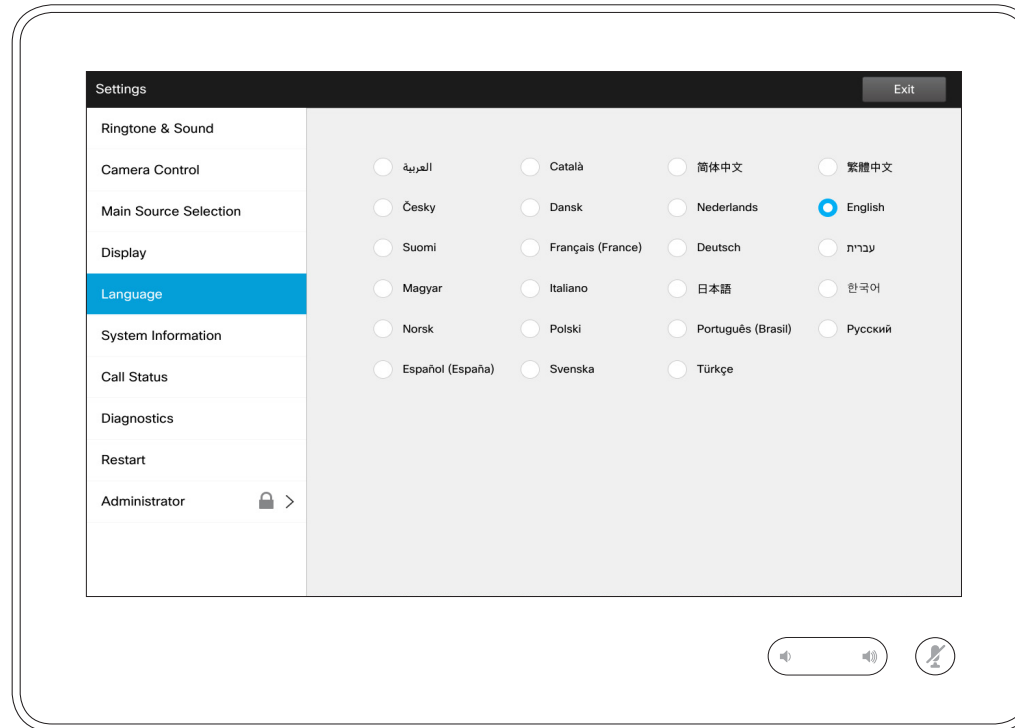 Settings
Exit
Ringtone & Sound
Camera Control
Main Source Selection
Display
Language
System Information
Call Status
Diagnostics
Restart
Administrator
العربية
Català
简体中文
繁體中文
Česky
Dansk
Nederlands
English
Suomi
Français (France)
Deutsch
עברית
Magyar
Italiano
日本語
한국어
Norsk
Polski
Português (Brasil)
Русский
Español (España)
Svenska
Türkçe